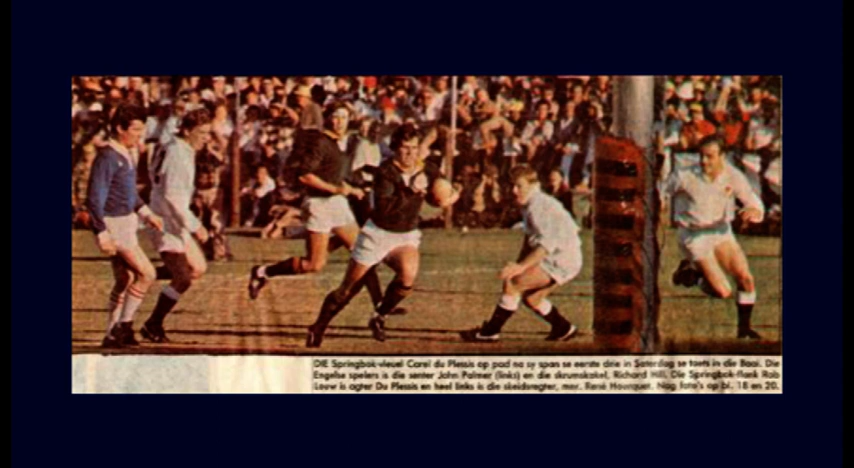 DIE Springbok-vleuel Carel du Plessis op pad na sy span se eerste drie in Saterdag se toets in die Baai. Die
Engelse spelers is die senter John Palmer (links) en die skrumskakel, Richard Hill. Die Springbok-flank Rob
Louw is agter Du Plessis en heel links is die skeidsregter, mnr. René Hourquet. Nog foto's op bl. 18 en 20.